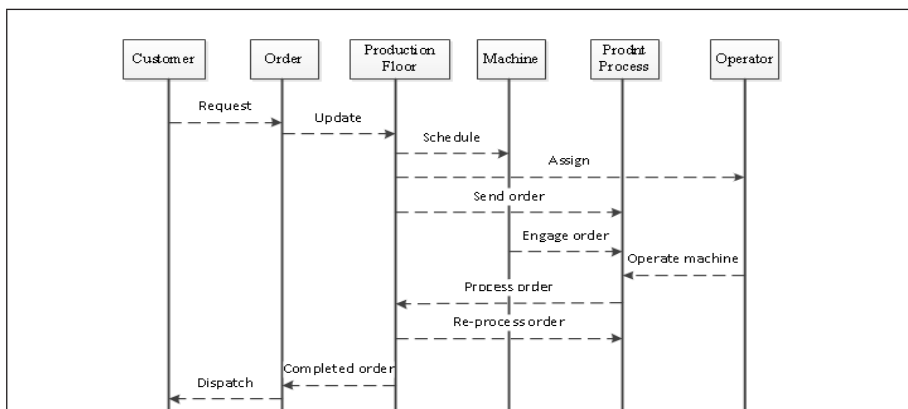 Customer
Order
Production
Floor
Machine
Prodnt
Process
Operator
Request
Update
Schedule
Assign
Send order
Engage order
Operate machine
Process order
Re-process order
Completed order
Dispatch